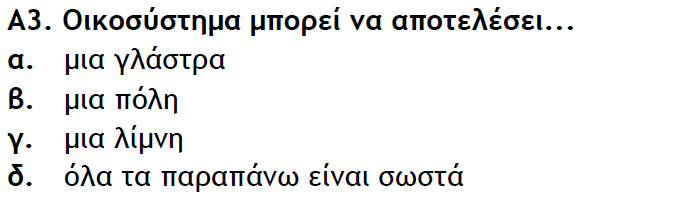 Α3. Οικοσύστημα μπορεί να αποτελέσει...
α. μια γλάστρα
β. μια πόλη
γ. μια λίμνη
δ. όλα τα παραπάνω είναι σωστά